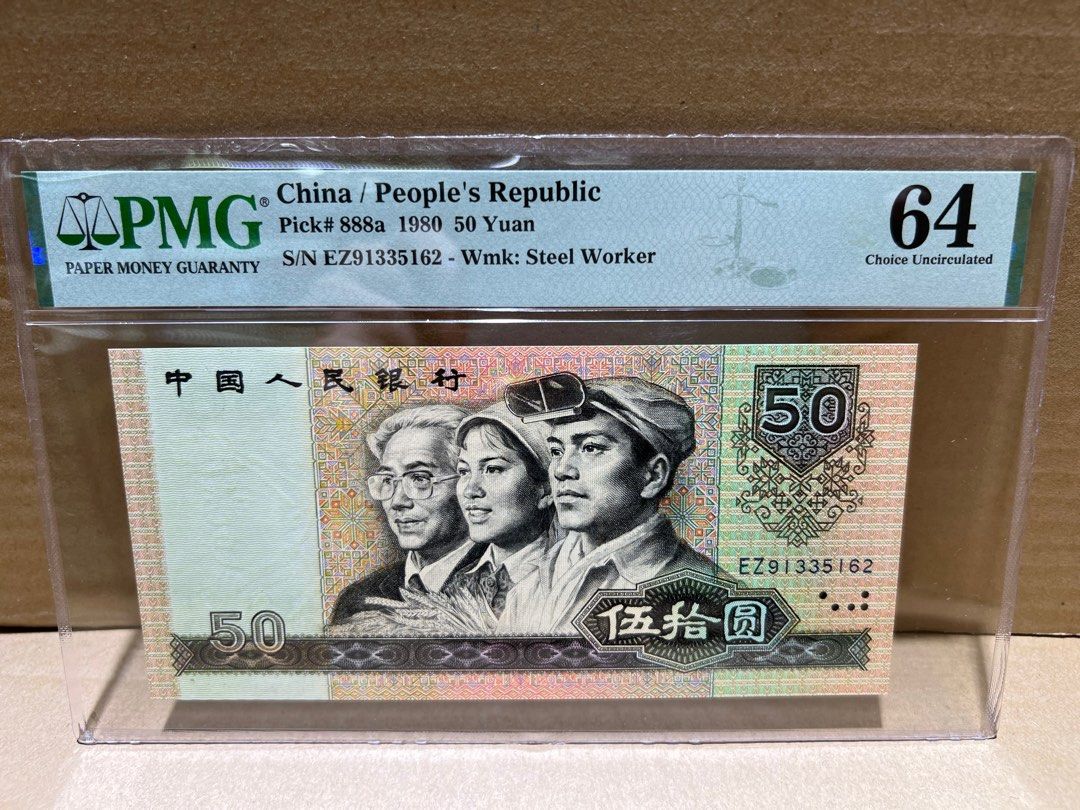 PMG®
PAPER MONEY GUARANTY
China / People's Republic
Pick# 888a 1980 50 Yuan
S/N EZ91335162 - Wmk: Steel Worker
64
Choice Uncirculated
中国人民银行
50
EZ91335162
50
伍拾圆